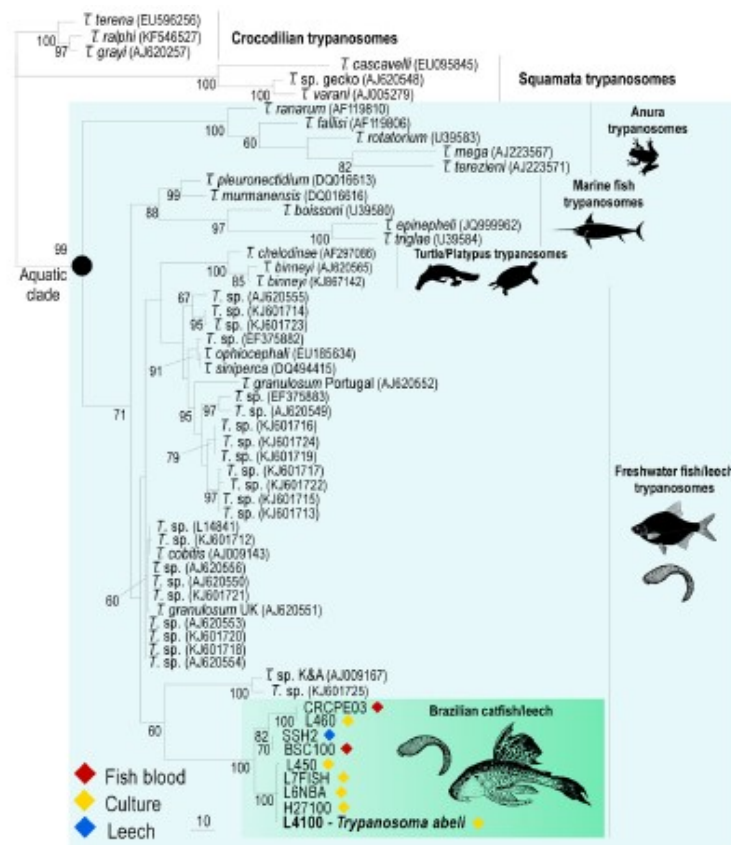 T. terena (EU596256)
100
T. ralphi (KF546527)
97
T. grayi (AJ620257)
Crocodilian trypanosomes
T. cascavelli (EU095845)
100
T. sp. gecko (AJ620548)
100
T. varani (AJ005279)
Squamata trypanosomes
T. ranarum (AF119810)
100
T. fallisi (AF119806)
60
T. rotatorium (U39583)
T. mega (AJ223567)
82
T. terezieni (AJ223571)
Anura
trypanosomes
T. pleuronectidium (DQ016613)
99
T. murmanensis (DQ016616)
88
T. boissoni (U39580)
97
T. epinepheli (JQ999962)
100
T. triglae (U39584)
Marine fish
trypanosomes
99
Aquatic
clade
T. chelodinae (AF297086)
100
T. binneyi (AJ620565)
85
T. binneyi (KJ867142)
Turtle/Platypus trypanosomes
67
T. sp. (AJ620555)
T. sp. (KJ601714)
95
T. sp. (KJ601723)
T. sp. (EF375882)
T. ophiocephali (EU185634)
91
T. siniperca (DQ494415)
T. granulosum Portugal (AJ620552)
T. sp. (EF375883)
71
95
97
T. sp. (AJ620549)
T. sp. (KJ601716)
T. sp. (KJ601724)
79
T. sp. (KJ601719)
T. sp. (KJ601717)
T. sp. (KJ601722)
97
T. sp. (KJ601715)
T. sp. (KJ601713)
Freshwater fish/leech
trypanosomes
T. sp. (L14841)
T. sp. (KJ601712)
T. cobitis (AJ009143)
T. sp. (AJ620556)
T. sp. (AJ620550)
60
T. sp. (KJ601721)
T. granulosum UK (AJ620551)
T. sp. (AJ620553)
T. sp. (KJ601720)
T. sp. (KJ601718)
T. sp. (AJ620554)
T. sp. K&A (AJ009167)
100
T. sp. (KJ601725)
60
CRCPE03
100
L460
82
SSH2
70
BSC100
100
L450
L7FISH
100
L6NBA
H27100
L4100 - Trypanosoma abeli
Brazilian catfish/leech
Fish blood
Culture
Leech
10